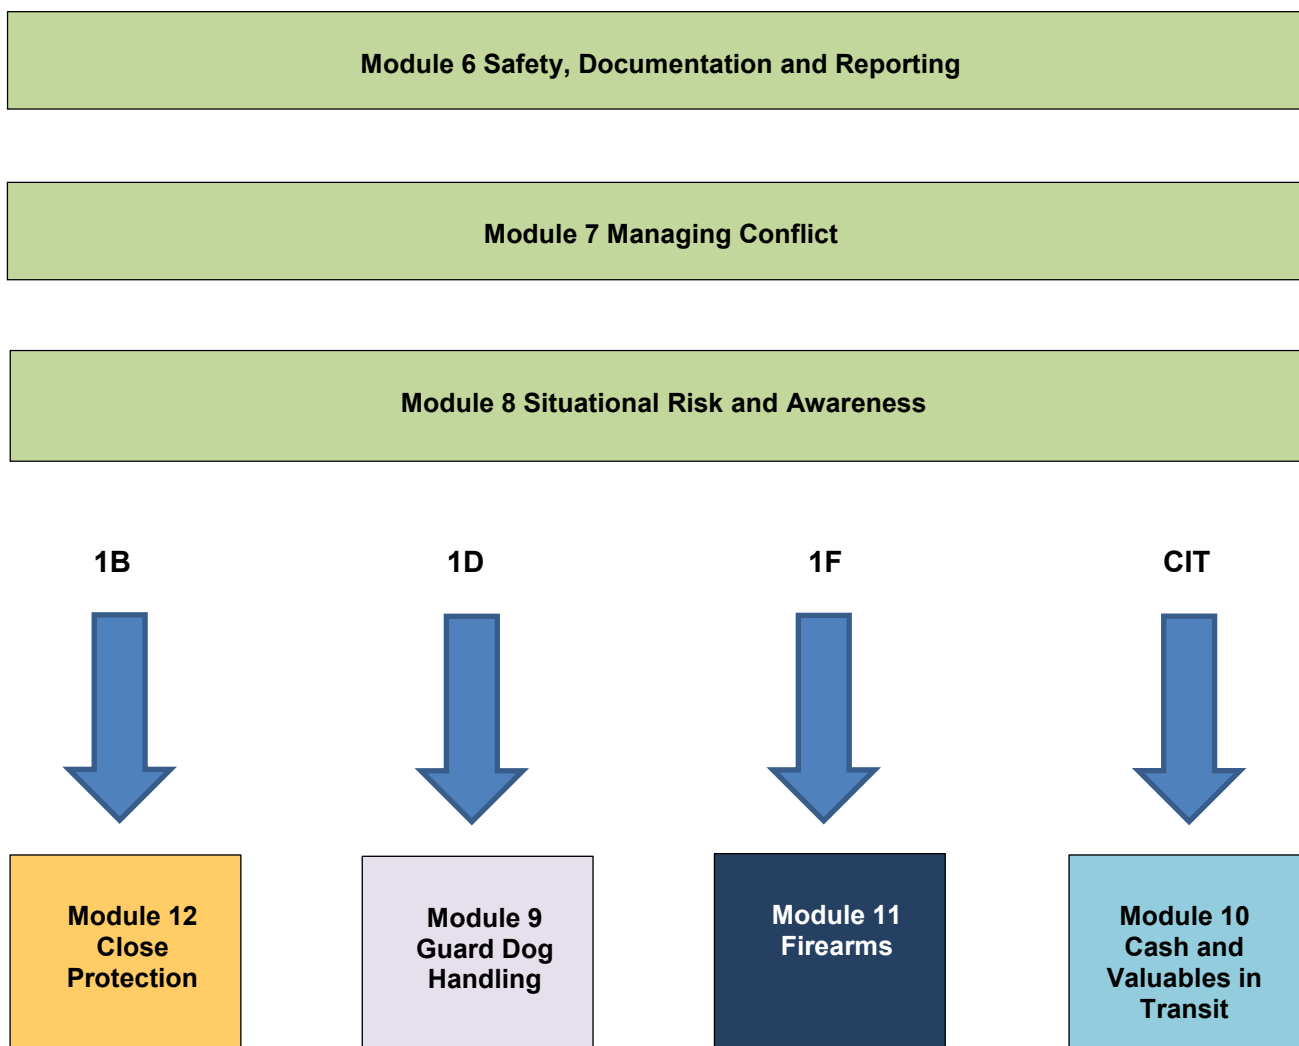 Module 6 Safety, Documentation and Reporting
Module 7 Managing Conflict
Module 8 Situational Risk and Awareness
1B
1D
1F
CIT
Module 12
Close
Protection
Module 9
Guard Dog
Handling
Module 11
Firearms
Module 10
Cash and
Valuables in
Transit